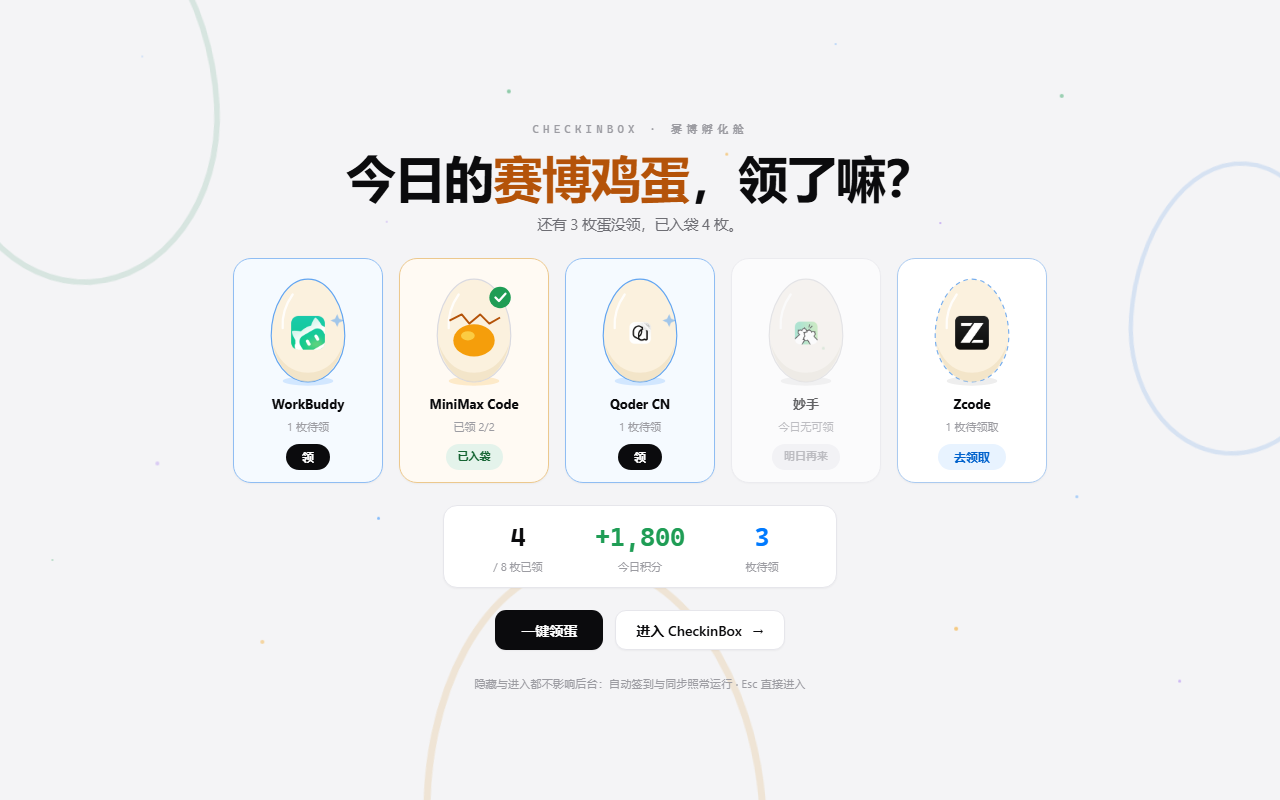 CHECKINBOX · 赛博孵化舱
今日的赛博鸡蛋，领了嘛?
还有 3 枚蛋没领，已入袋 4 枚。
WorkBuddy
1 枚待领
领
MiniMax Code
已领 2/2
已入袋
Qoder CN
1 枚待领
领
妙手
今日无可领
明日再来
Zcode
1 枚待领取
去领取
4
/ 8 枚已领
+1,800
今日积分
3
枚待领
一键领蛋
进入 CheckinBox →
隐藏与进入都不影响后台：自动签到与同步照常运行 · Esc 直接进入